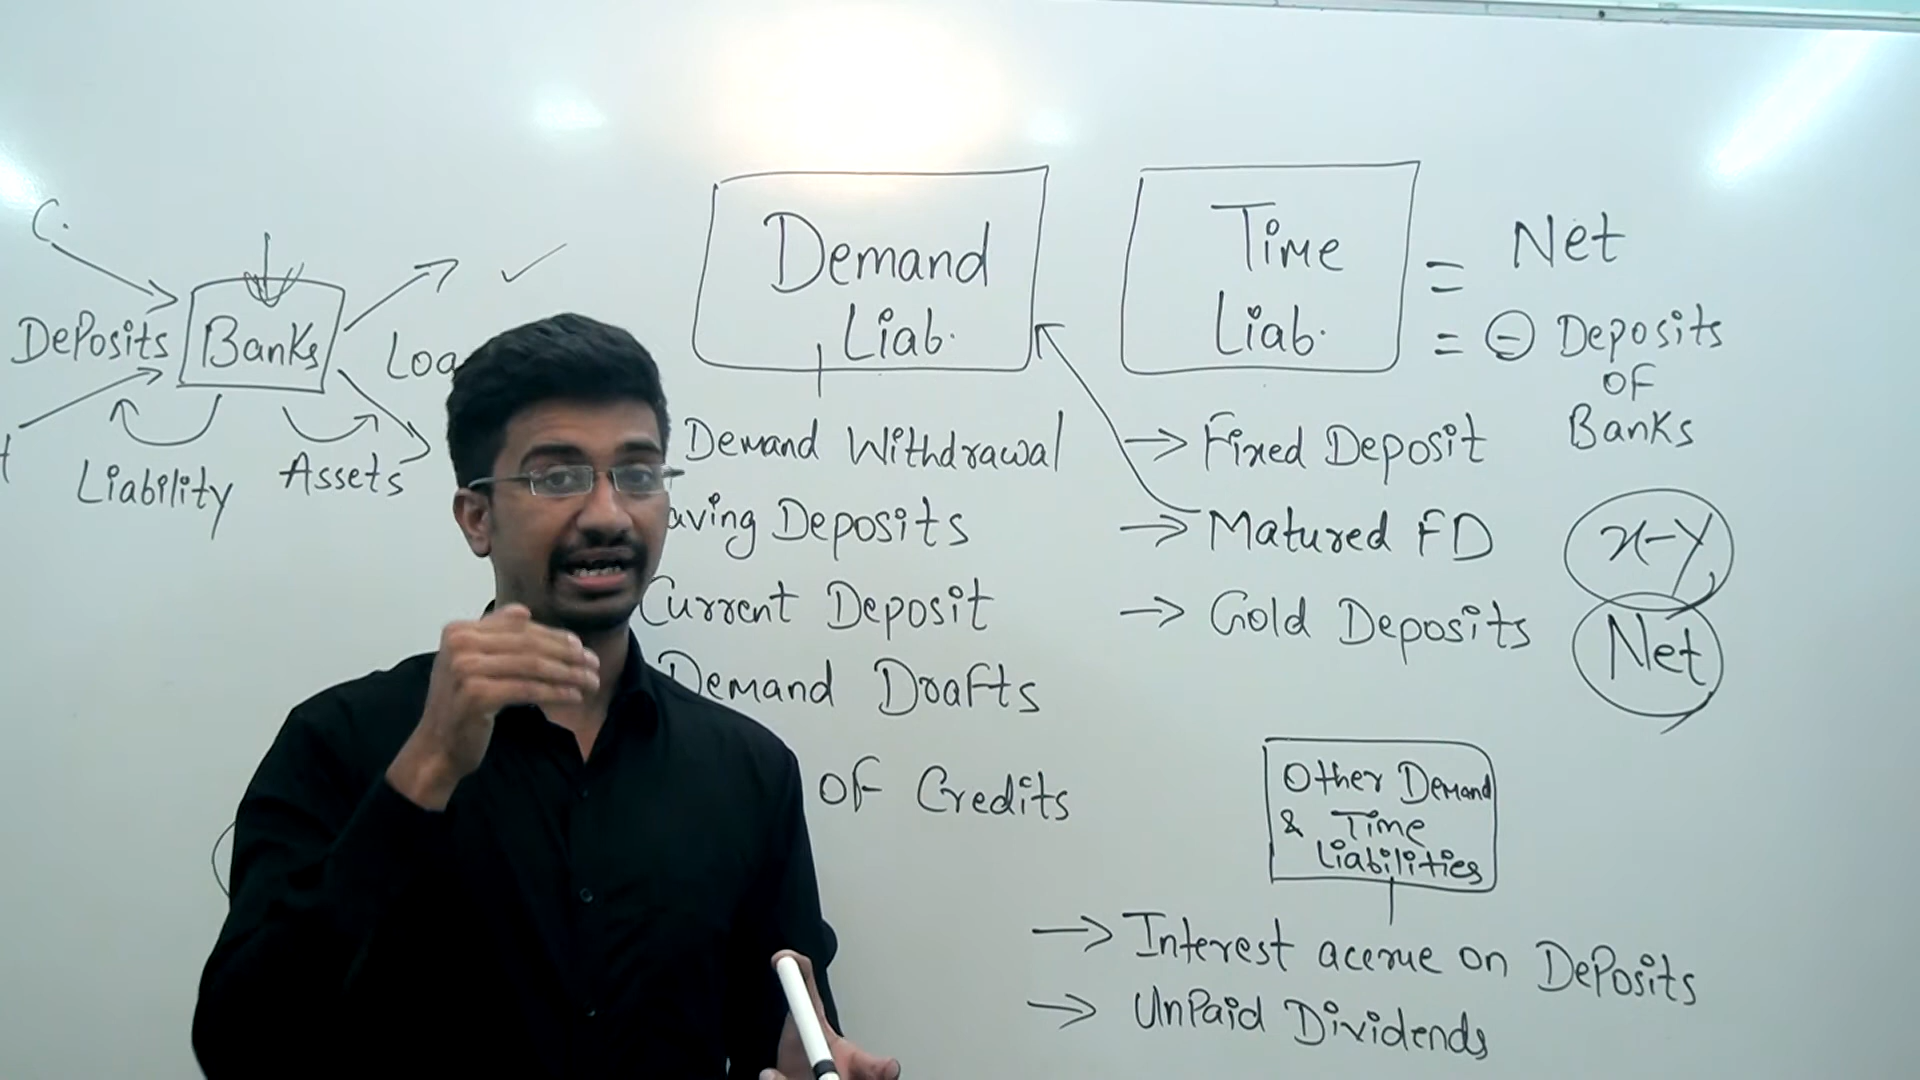 C.
Deposits
Banks
Liability
Assets
Demand
Liab.
Demand Withdrawal
Deposits
Current Deposit
Demand Drafts
of Credits
Time
Liab.
= Net
= ⊖ Deposits
of
Banks
→ Fixed Deposit
→ Matured FD
→ Gold Deposits
x-y
Net
Other Demand
& Time
Liabilities
→ Interest accrue on Deposits
→ UnPaid Dividends